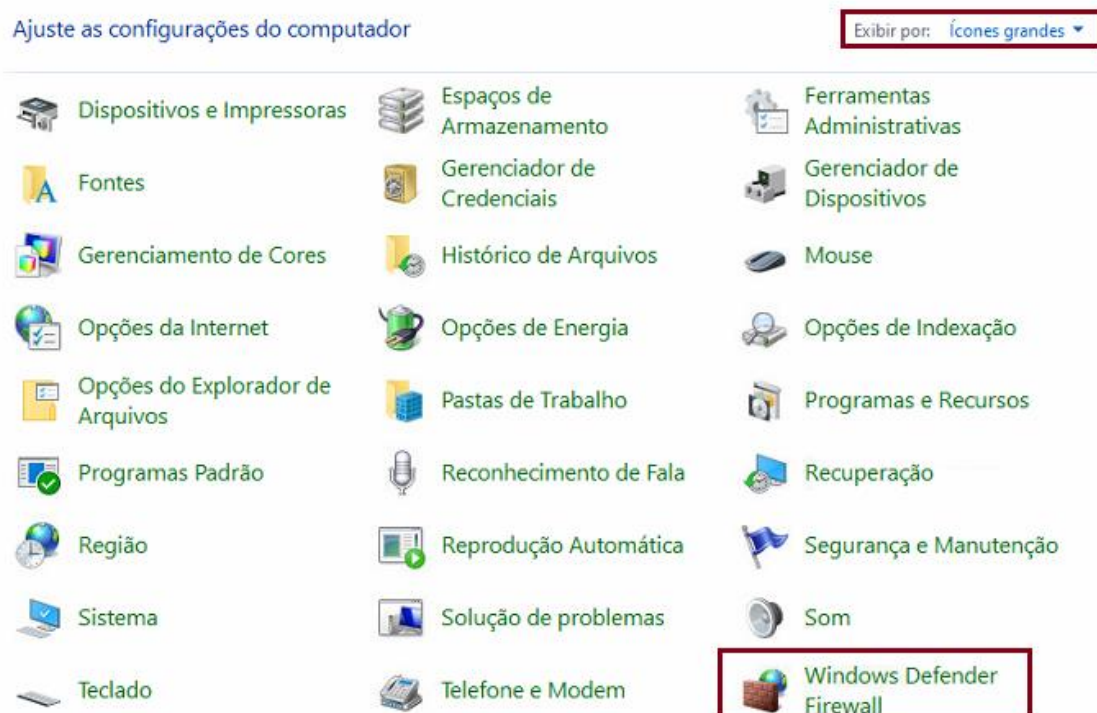 Ajuste as configurações do computador
Exibir por: Ícones grandes
Dispositivos e Impressoras
Espaços de
Armazenamento
Ferramentas
Administrativas
Fontes
Gerenciador de
Credenciais
Gerenciador de
Dispositivos
Gerenciamento de Cores
Histórico de Arquivos
Mouse
Opções da Internet
Opções de Energia
Opções de Indexação
Opções do Explorador de
Arquivos
Pastas de Trabalho
Programas e Recursos
Programas Padrão
Reconhecimento de Fala
Recuperação
Região
Reprodução Automática
Segurança e Manutenção
Sistema
Solução de problemas
Som
Teclado
Telefone e Modem
Windows Defender
Firewall